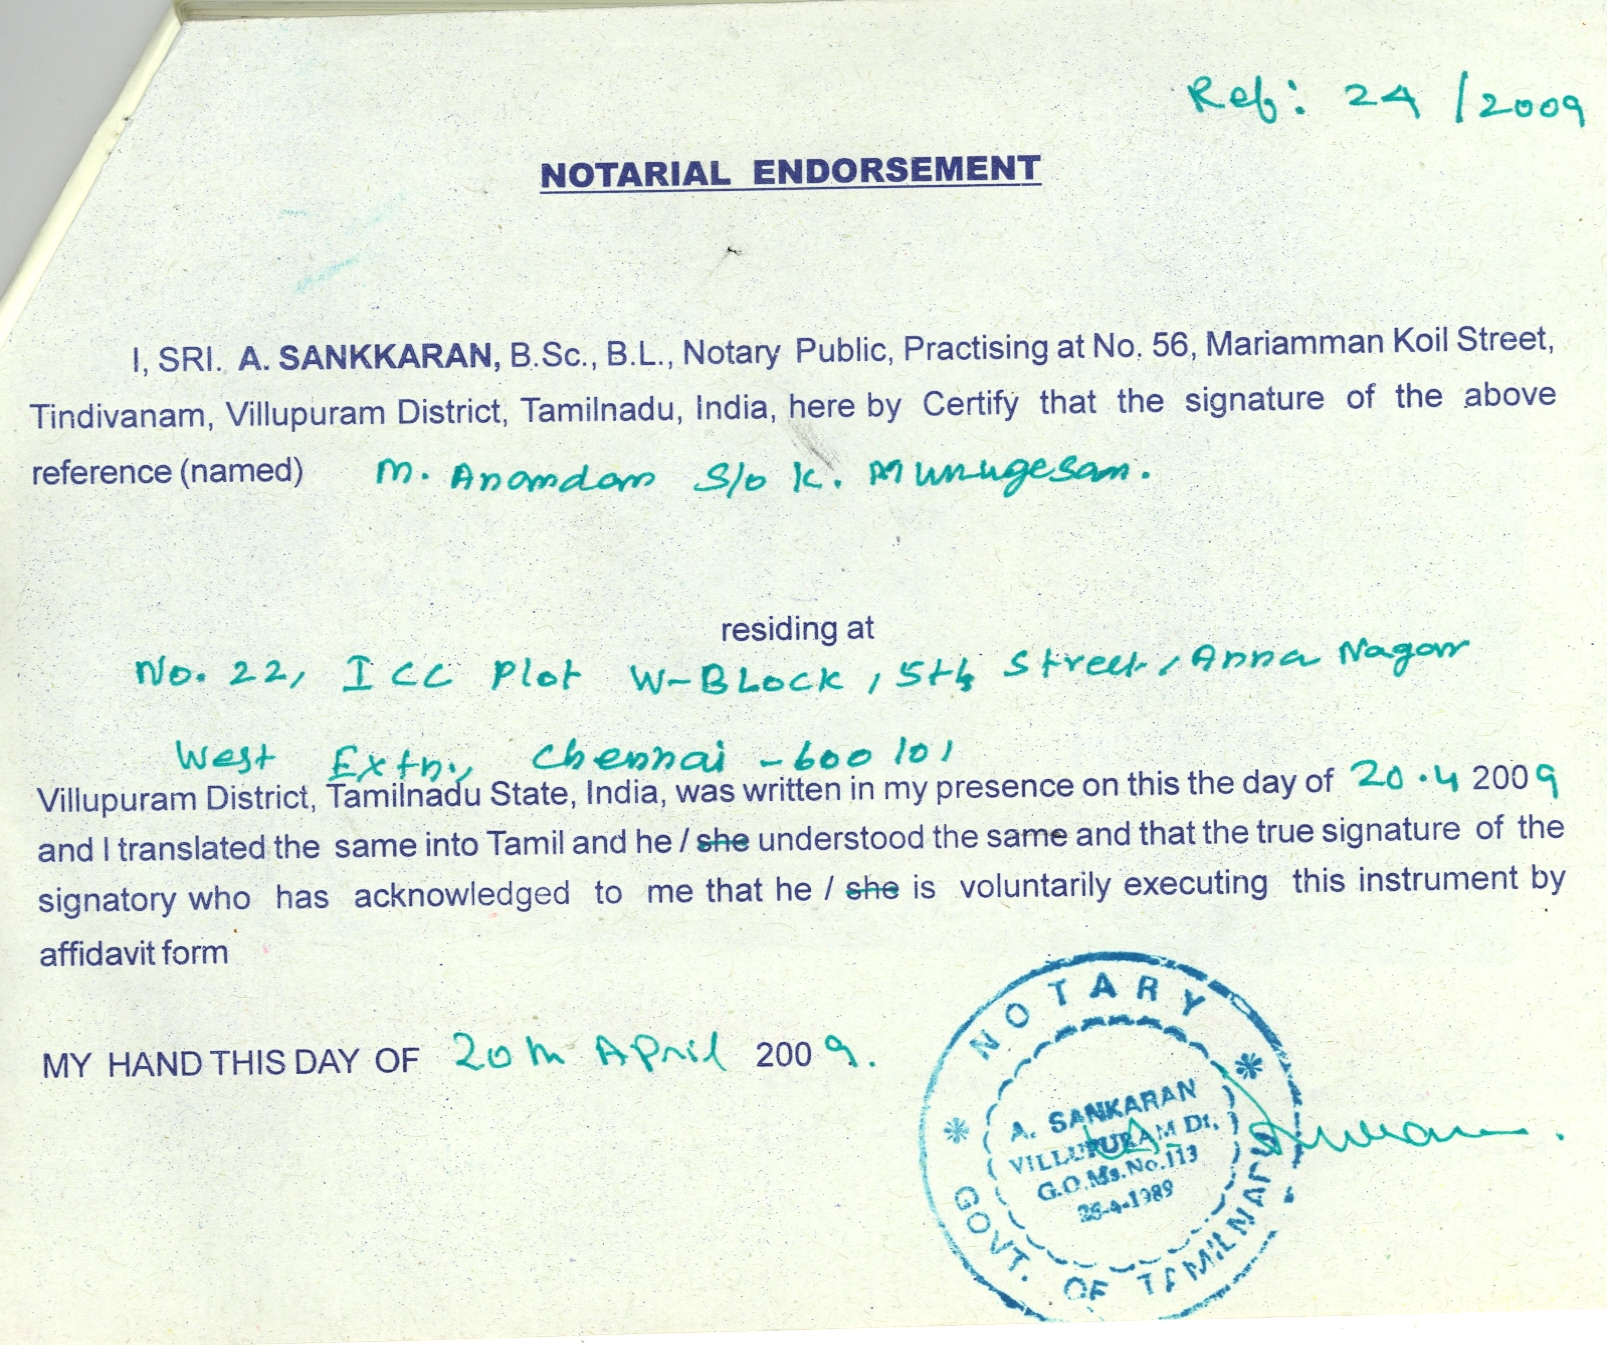 Ref: 24/2009
NOTARIAL ENDORSEMENT
I, SRI. A. SANKKARAN, B.Sc., B.L., Notary Public, Practising at No. 56, Mariamman Koil Street,
Tindivanam, Villupuram District, Tamilnadu, India, here by Certify that the signature of the above
reference (named) M. Anandan S/o K. Murugesan.
residing at
No. 22, ICC Plot W-BLOCK, 5th Street, Anna Nagar
West Extn, Chennai - 600 101
Villupuram District, Tamilnadu State, India, was written in my presence on this the day of 20.4 2009
and I translated the same into Tamil and he / she understood the same and that the true signature of the
signatory who has acknowledged to me that he / she is voluntarily executing this instrument by
affidavit form
MY HAND THIS DAY OF 20th April 2009.
NOTARY
A. SANKARAN
VILLUPURAM Dt.
G.O.Ms.No.113
26-4-1989
GOVT. OF TAMILNADU